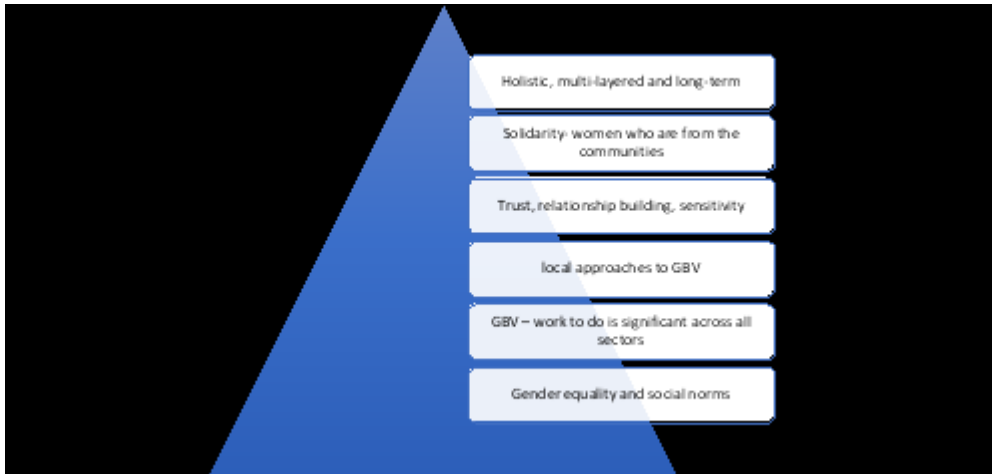 Holistic, multi-layered and long-term
Solidarity- women who are from the
communities
Trust, relationship building, sensitivity
local approaches to GBV
GBV – work to do is significant across all
sectors
Gender equality and social norms